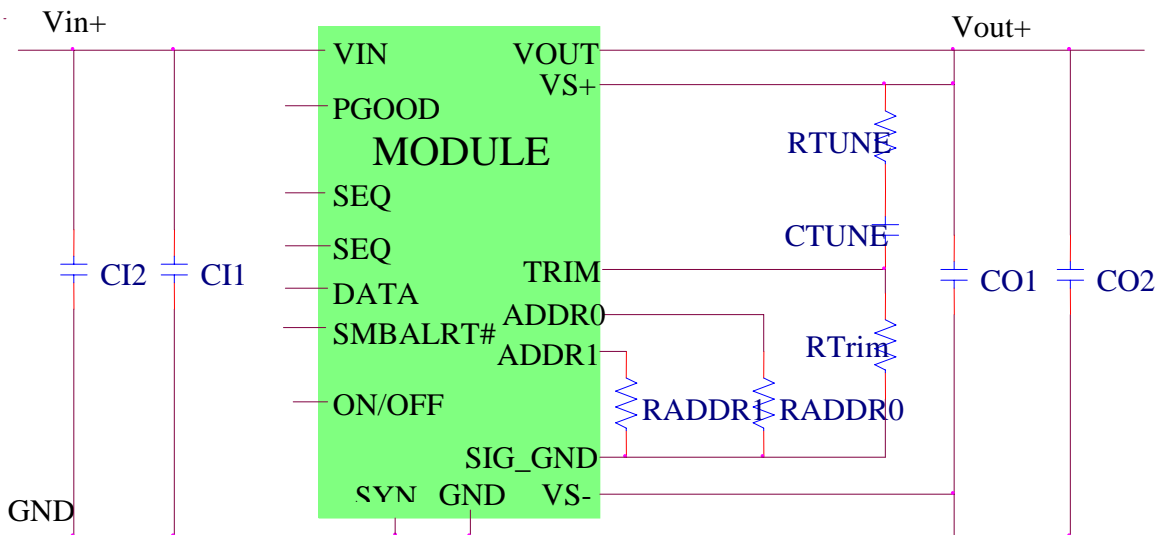 Vin+
Vout+
VIN
VOUT
VS+
PGOOD
MODULE
RTUNE
SEQ
CTUNE
SEQ
TRIM
CI2
CI1
CO1
CO2
DATA
ADDR0
SMBALRT#
ADDR1
RTrim
ON/OFF
RADDR1
RADDR0
SIG_GND
SYN
GND
VS-
GND